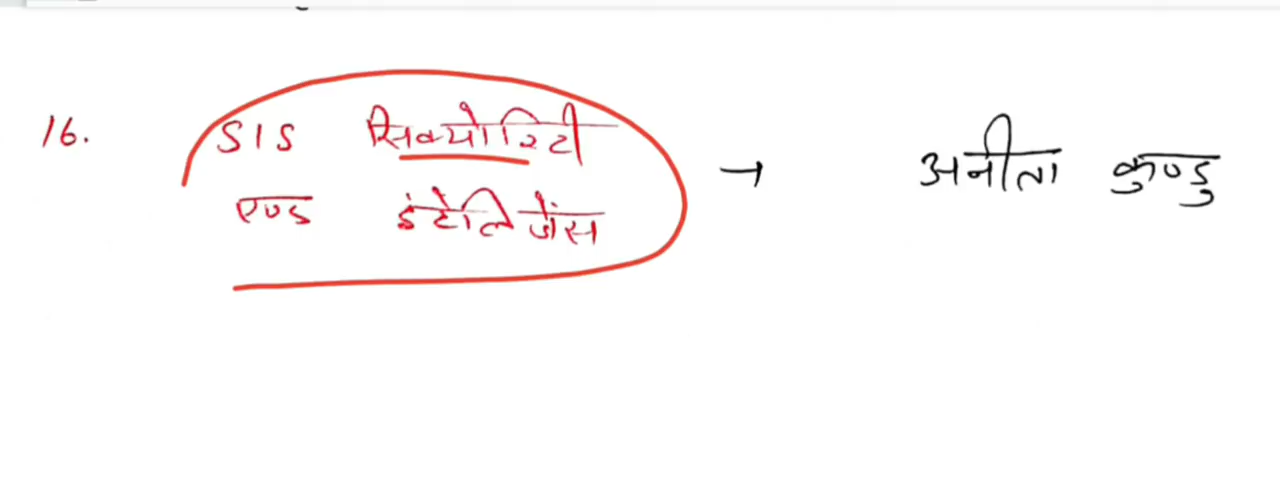 16. SIS सिक्योरिटी → अनीता कुण्डु
एण्ड इंटेलिजेंस